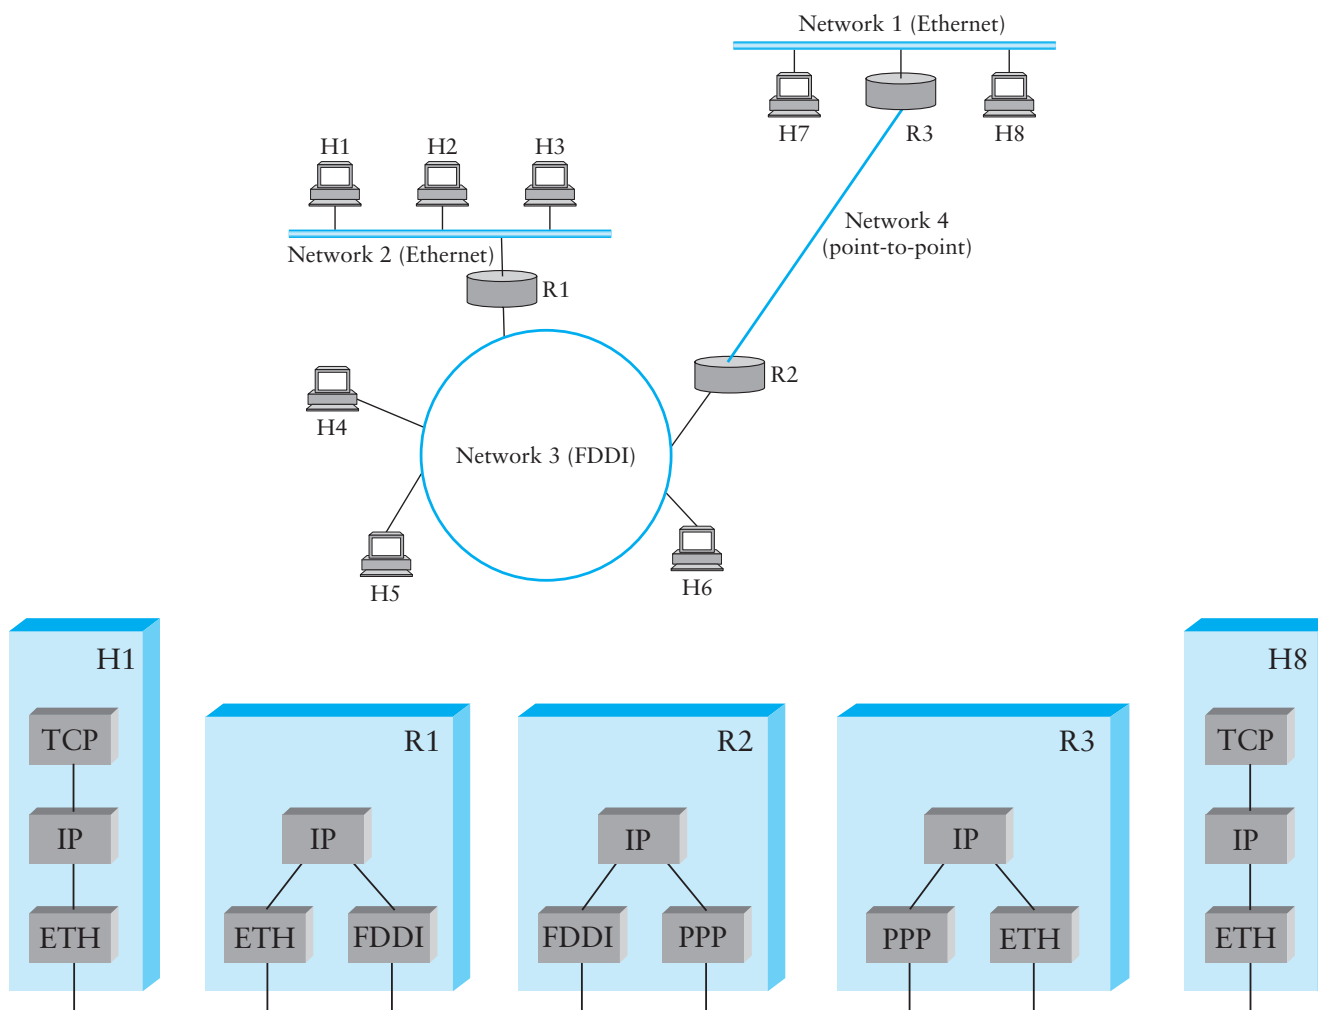 Network 1 (Ethernet)
H7
R3
H8
H1
H2
H3
Network 2 (Ethernet)
R1
Network 4
(point-to-point)
R2
H4
Network 3 (FDDI)
H5
H6
H1
TCP
IP
ETH
R1
IP
ETH
FDDI
R2
IP
FDDI
PPP
R3
IP
PPP
ETH
H8
TCP
IP
ETH